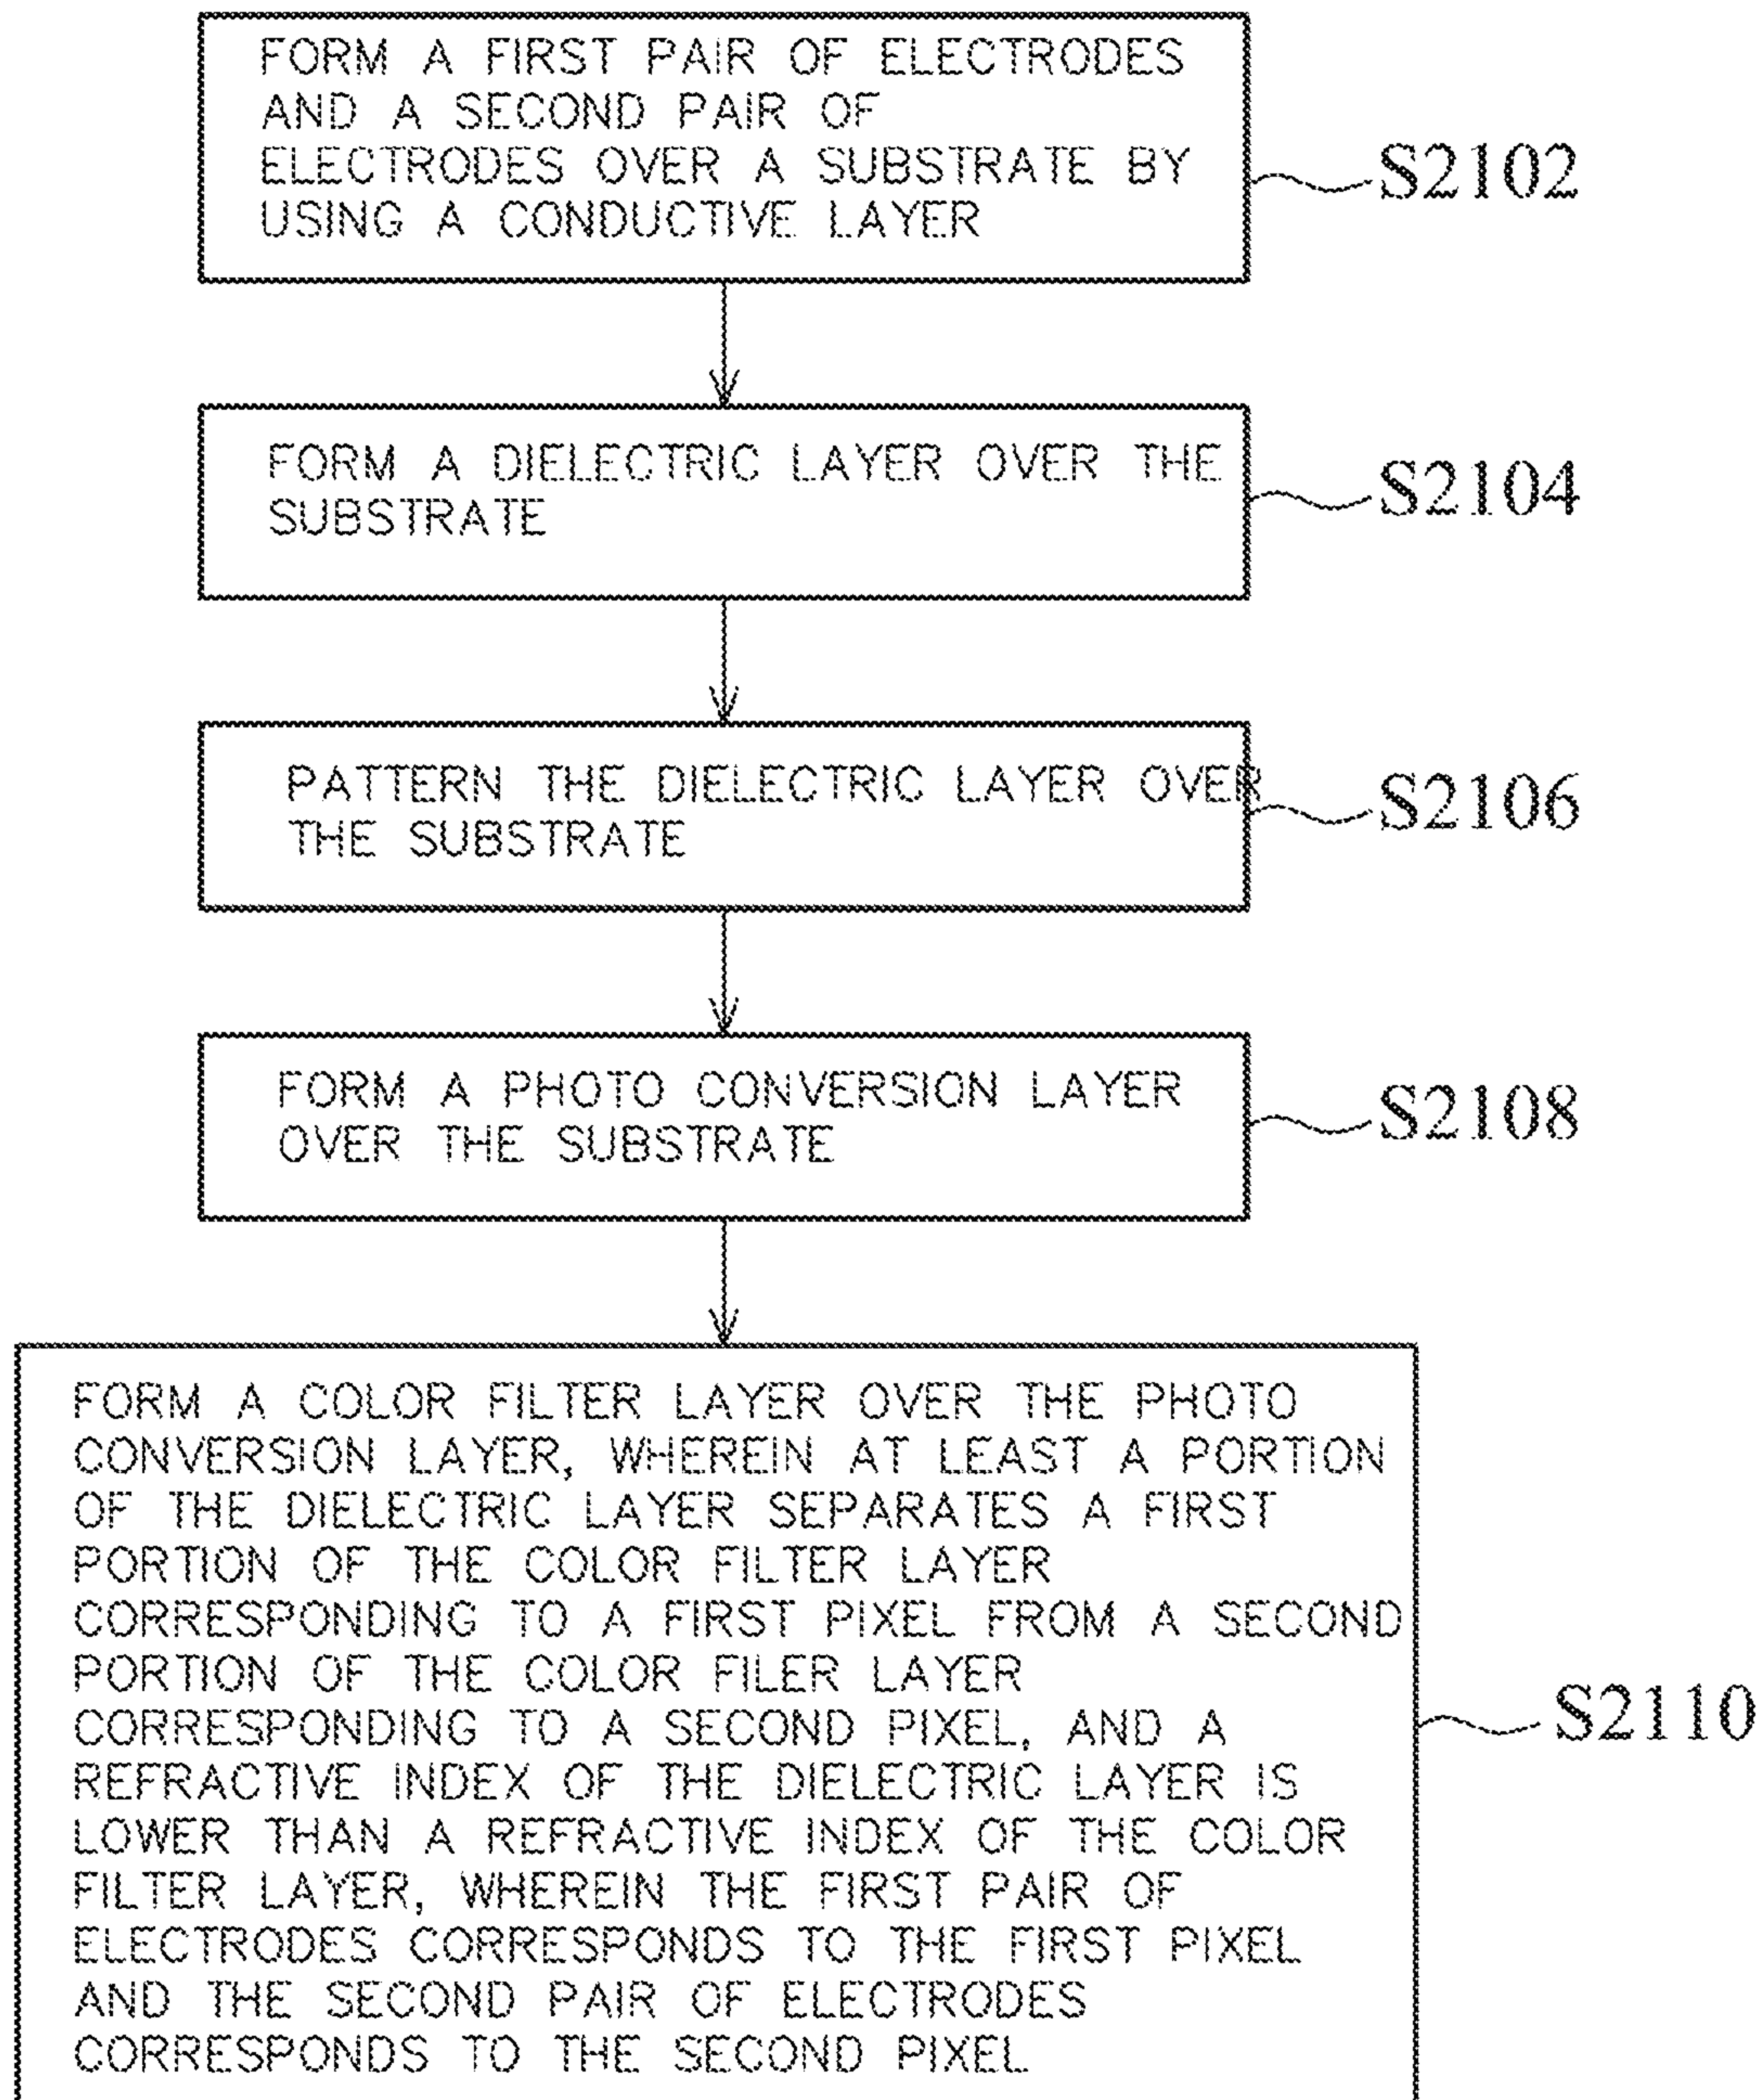 FORM A FIRST PAIR OF ELECTRODES
AND A SECOND PAIR OF
ELECTRODES OVER A SUBSTRATE BY
USING A CONDUCTIVE LAYER
S2102
FORM A DIELECTRIC LAYER OVER THE
SUBSTRATE
S2104
PATTERN THE DIELECTRIC LAYER OVER
THE SUBSTRATE
S2106
FORM A PHOTO CONVERSION LAYER
OVER THE SUBSTRATE
S2108
FORM A COLOR FILTER LAYER OVER THE PHOTO
CONVERSION LAYER, WHEREIN AT LEAST A PORTION
OF THE DIELECTRIC LAYER SEPARATES A FIRST
PORTION OF THE COLOR FILTER LAYER
CORRESPONDING TO A FIRST PIXEL FROM A SECOND
PORTION OF THE COLOR FILER LAYER
CORRESPONDING TO A SECOND PIXEL, AND A
REFRACTIVE INDEX OF THE DIELECTRIC LAYER IS
LOWER THAN A REFRACTIVE INDEX OF THE COLOR
FILTER LAYER, WHEREIN THE FIRST PAIR OF
ELECTRODES CORRESPONDS TO THE FIRST PIXEL
AND THE SECOND PAIR OF ELECTRODES
CORRESPONDS TO THE SECOND PIXEL
S2110